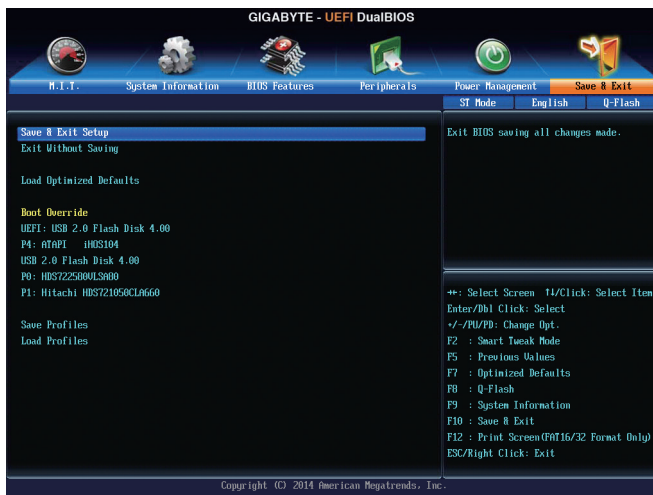 GIGABYTE - UEFI DualBIOS
M.I.T. System Information BIOS Features Peripherals Power Management Save & Exit
ST Mode English Q-Flash
Save & Exit Setup
Exit Without Saving
Load Optimized Defaults
Boot Override
UEFI: USB 2.0 Flash Disk 4.00
P4: ATAPI iHOS104
USB 2.0 Flash Disk 4.00
P0: HDS722580VLSA80
P1: Hitachi HDS721050CLA660
Save Profiles
Load Profiles
Exit BIOS saving all changes made.
→←: Select Screen ↑↓/Click: Select Item
Enter/Dbl Click: Select
+/-/PU/PD: Change Opt.
F2 : Smart Tweak Mode
F5 : Previous Values
F7 : Optimized Defaults
F8 : Q-Flash
F9 : System Information
F10 : Save & Exit
F12 : Print Screen(FAT16/32 Format Only)
ESC/Right Click: Exit
Copyright (C) 2014 American Megatrends, Inc.